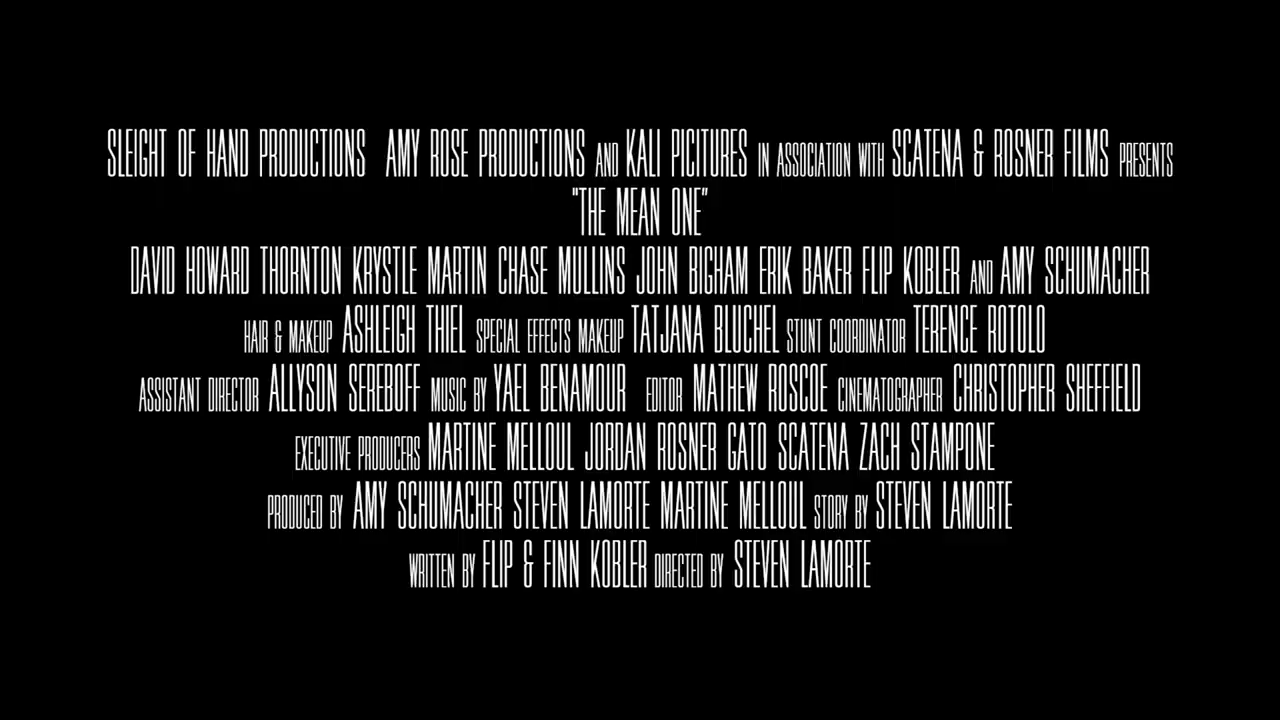 SLEIGHT OF HAND PRODUCTIONS AMY ROSE PRODUCTIONS AND KALI PICITURES IN ASSOCIATION WITH SCATENA & ROSNER FILMS PRESENTS
"THE MEAN ONE"
DAVID HOWARD THORNTON KRYSTLE MARTIN CHASE MULLINS JOHN BIGHAM ERIK BAKER FLIP KOBLER AND AMY SCHUMACHER
HAIR & MAKEUP ASHLEIGH THIEL SPECIAL EFFECTS MAKEUP TATJANA BLUCHEL STUNT COORDINATOR TERENCE ROTOLO
ASSISTANT DIRECTOR ALLYSON SEREBOFF MUSIC BY YAEL BENAMOUR EDITOR MATHEW ROSCOE CINEMATOGRAPHER CHRISTOPHER SHEFFIELD
EXECUTIVE PRODUCERS MARTINE MELLOUL JORDAN ROSNER GATO SCATENA ZACH STAMPONE
PRODUCED BY AMY SCHUMACHER STEVEN LAMORTE MARTINE MELLOUL STORY BY STEVEN LAMORTE
WRITTEN BY FLIP & FINN KOBLER DIRECTED BY STEVEN LAMORTE